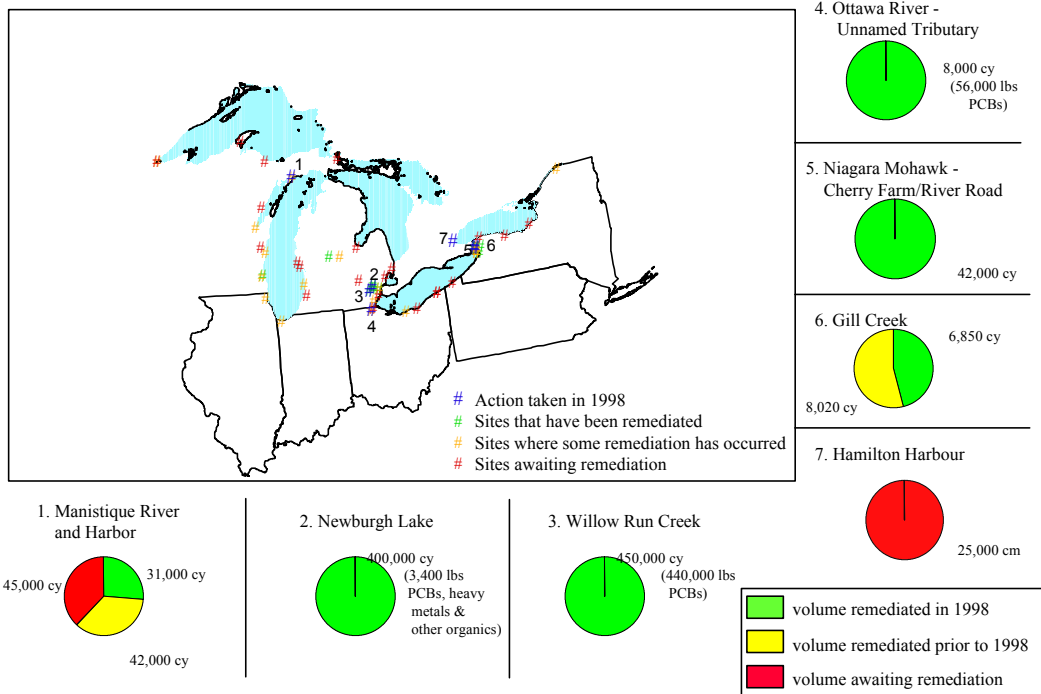 4. Ottawa River -
Unnamed Tributary
8,000 cy
(56,000 lbs
PCBs)
5. Niagara Mohawk -
Cherry Farm/River Road
42,000 cy
6. Gill Creek
6,850 cy
8,020 cy
7. Hamilton Harbour
25,000 cm
1
7
5
6
2
3
4
# Action taken in 1998
# Sites that have been remediated
# Sites where some remediation has occurred
# Sites awaiting remediation
1. Manistique River
and Harbor
45,000 cy
31,000 cy
42,000 cy
2. Newburgh Lake
400,000 cy
(3,400 lbs
PCBs, heavy
metals &
other organics)
3. Willow Run Creek
450,000 cy
(440,000 lbs
PCBs)
volume remediated in 1998
volume remediated prior to 1998
volume awaiting remediation